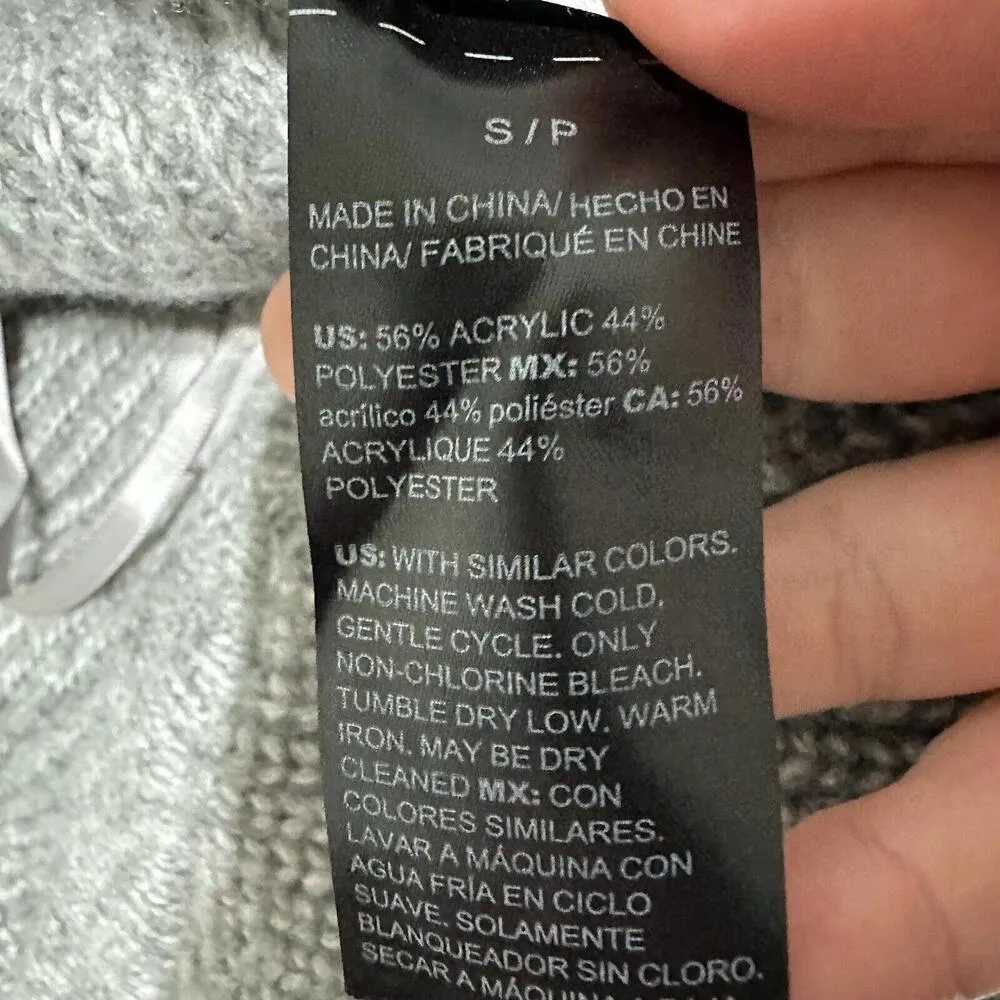 S / P
MADE IN CHINA/ HECHO EN
CHINA/ FABRIQUÉ EN CHINE
US: 56% ACRYLIC 44%
POLYESTER MX: 56%
acrílico 44% poliéster CA: 56%
ACRYLIQUE 44%
POLYESTER
US: WITH SIMILAR COLORS.
MACHINE WASH COLD,
GENTLE CYCLE. ONLY
NON-CHLORINE BLEACH.
TUMBLE DRY LOW. WARM
IRON. MAY BE DRY
CLEANED MX: CON
COLORES SIMILARES.
LAVAR A MÁQUINA CON
AGUA FRÍA EN CICLO
SUAVE. SOLAMENTE
BLANQUEADOR SIN CLORO.
SECAR A MÁQUINA